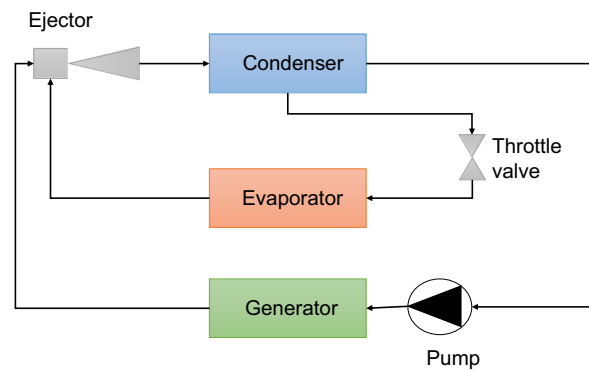 Ejector
Condenser
Throttle
valve
Evaporator
Generator
Pump